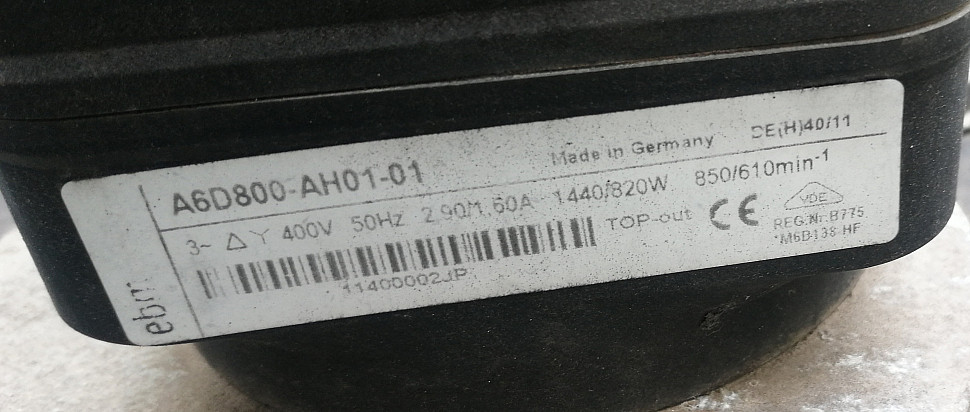 A6D800-AH01-01
Made in Germany
DE(H)40/11
3~ Δ Y 400V 50Hz 2.90/1.60A 1440/820W 850/610min-1
TOP-out
CE
VDE
REG.Nr.B775
*M6B138-HF
11400002JP
ebm